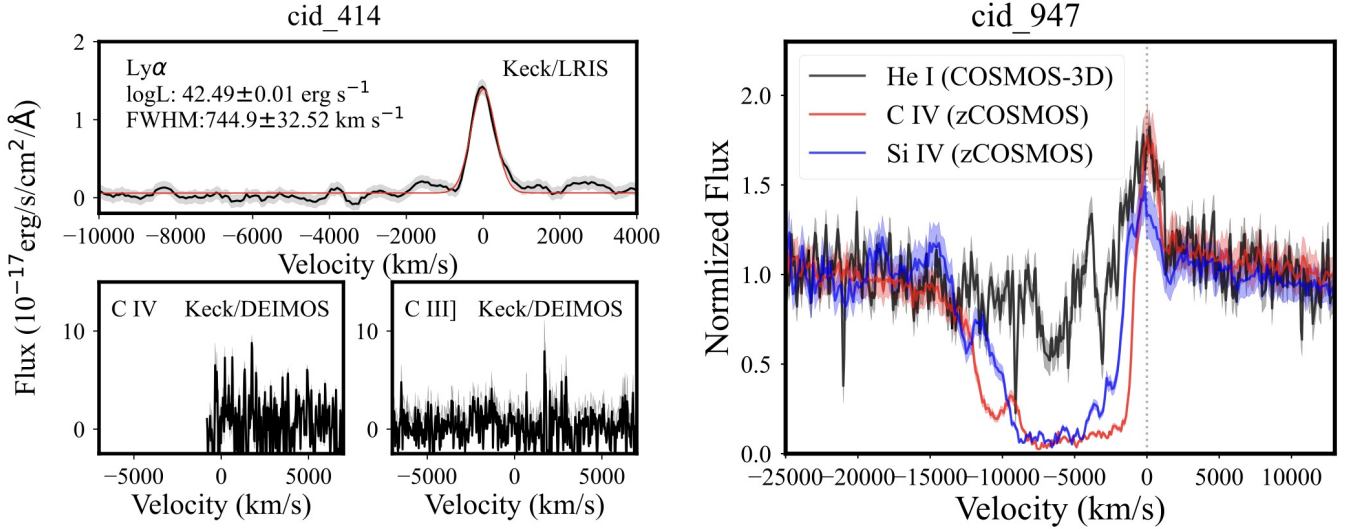 cid_414
2
Lyα
logL: 42.49±0.01 erg s⁻¹
FWHM:744.9±32.52 km s⁻¹
Keck/LRIS
1
0
−10000 −8000 −6000 −4000 −2000 0 2000 4000
Velocity (km/s)
Flux (10⁻¹⁷erg/s/cm²/Å)
C IV Keck/DEIMOS
10
0
−5000 0 5000
Velocity (km/s)
C III] Keck/DEIMOS
10
0
−5000 0 5000
Velocity (km/s)
cid_947
He I (COSMOS-3D)
C IV (zCOSMOS)
Si IV (zCOSMOS)
2.0
1.5
1.0
0.5
0.0
Normlized Flux
−25000−20000−15000−10000 −5000 0 5000 10000
Velocity (km/s)